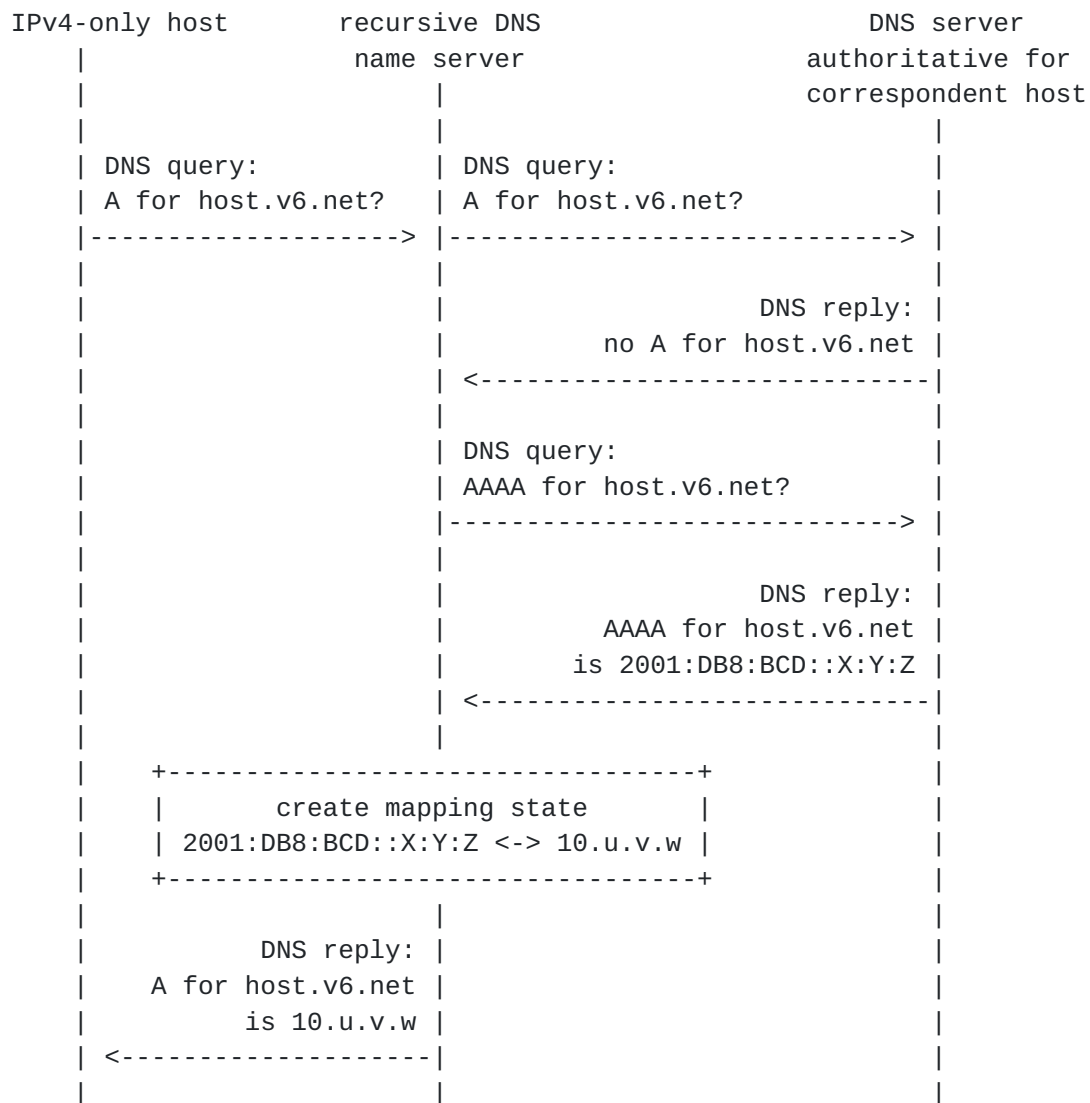 IPv4-only host       recursive DNS                     DNS server
    |                 name server                  authoritative for
    |                      |                       correspondent host
    |                      |                               |
    | DNS query:           | DNS query:                    |
    | A for host.v6.net?   | A for host.v6.net?            |
    |--------------------> |-----------------------------> |
    |                      |                               |
    |                      |                    DNS reply: |
    |                      |          no A for host.v6.net |
    |                      | <-----------------------------|
    |                      |                               |
    |                      | DNS query:                    |
    |                      | AAAA for host.v6.net?         |
    |                      |-----------------------------> |
    |                      |                               |
    |                      |                    DNS reply: |
    |                      |          AAAA for host.v6.net |
    |                      |        is 2001:DB8:BCD::X:Y:Z |
    |                      | <-----------------------------|
    |                      |                               |
    |    +----------------------------------+              |
    |    |       create mapping state       |              |
    |    | 2001:DB8:BCD::X:Y:Z <-> 10.u.v.w |              |
    |    +----------------------------------+              |
    |                      |                               |
    |           DNS reply: |                               |
    |    A for host.v6.net |                               |
    |          is 10.u.v.w |                               |
    | <--------------------|                               |
    |                      |                               |